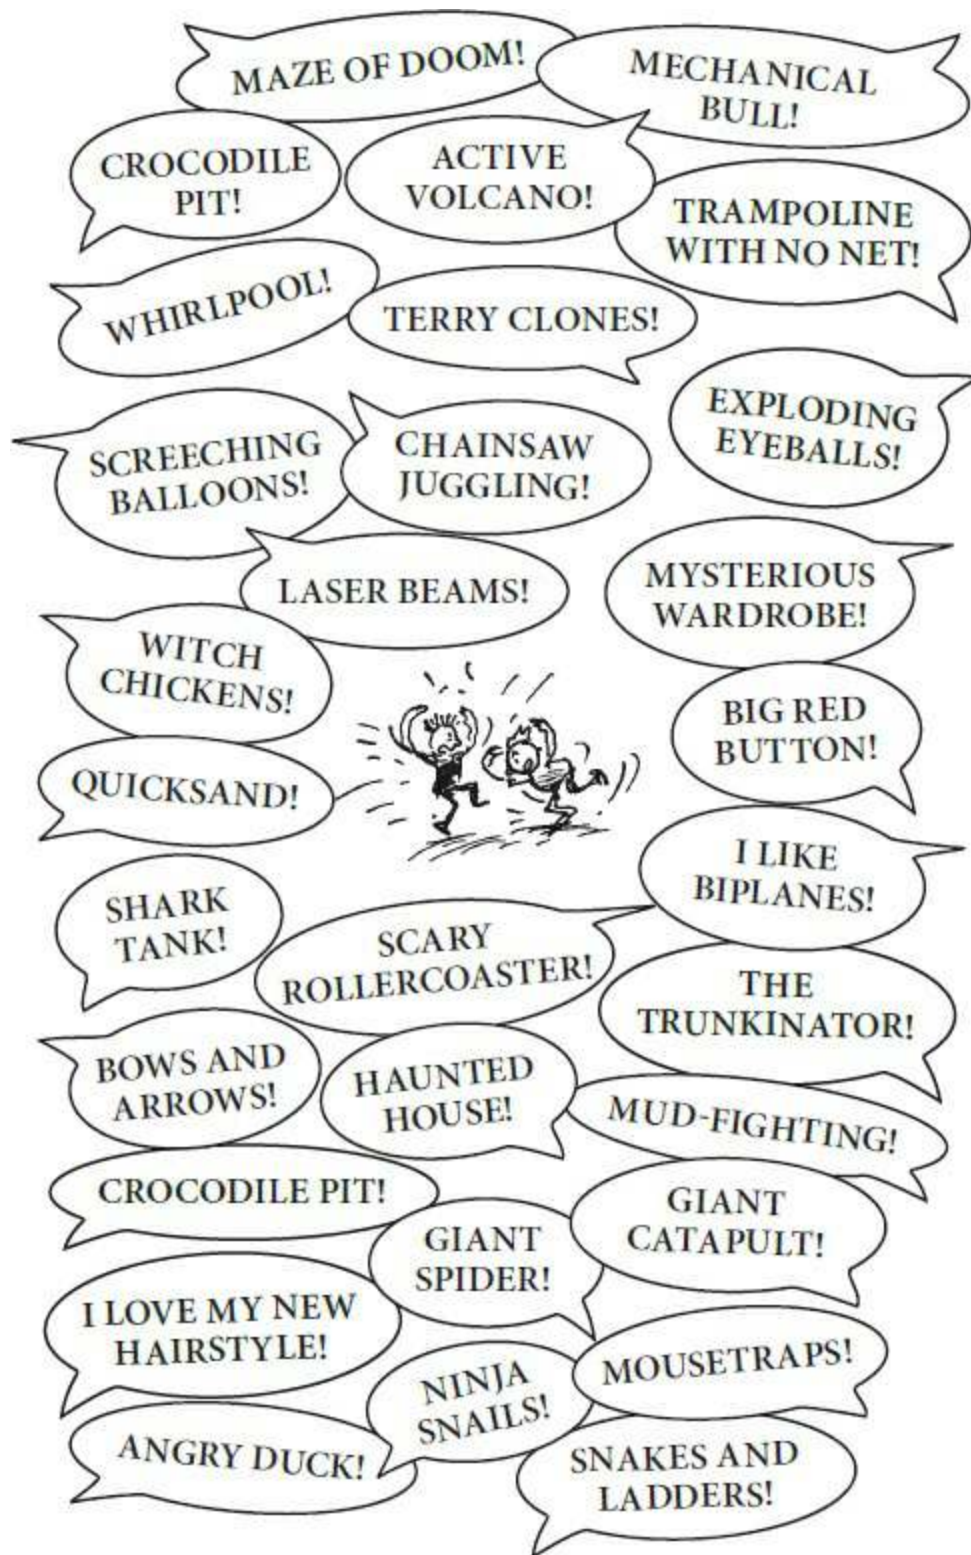 MAZE OF DOOM!
MECHANICAL
BULL!
CROCODILE
PIT!
ACTIVE
VOLCANO!
TRAMPOLINE
WITH NO NET!
WHIRLPOOL!
TERRY CLONES!
EXPLODING
EYEBALLS!
SCREECHING
BALLOONS!
CHAINSAW
JUGGLING!
LASER BEAMS!
MYSTERIOUS
WARDROBE!
WITCH
CHICKENS!
BIG RED
BUTTON!
QUICKSAND!
I LIKE
BIPLANES!
SHARK
TANK!
SCARY
ROLLERCOASTER!
THE
TRUNKINATOR!
BOWS AND
ARROWS!
HAUNTED
HOUSE!
MUD-FIGHTING!
CROCODILE PIT!
GIANT
SPIDER!
GIANT
CATAPULT!
I LOVE MY NEW
HAIRSTYLE!
NINJA
SNAILS!
MOUSETRAPS!
ANGRY DUCK!
SNAKES AND
LADDERS!